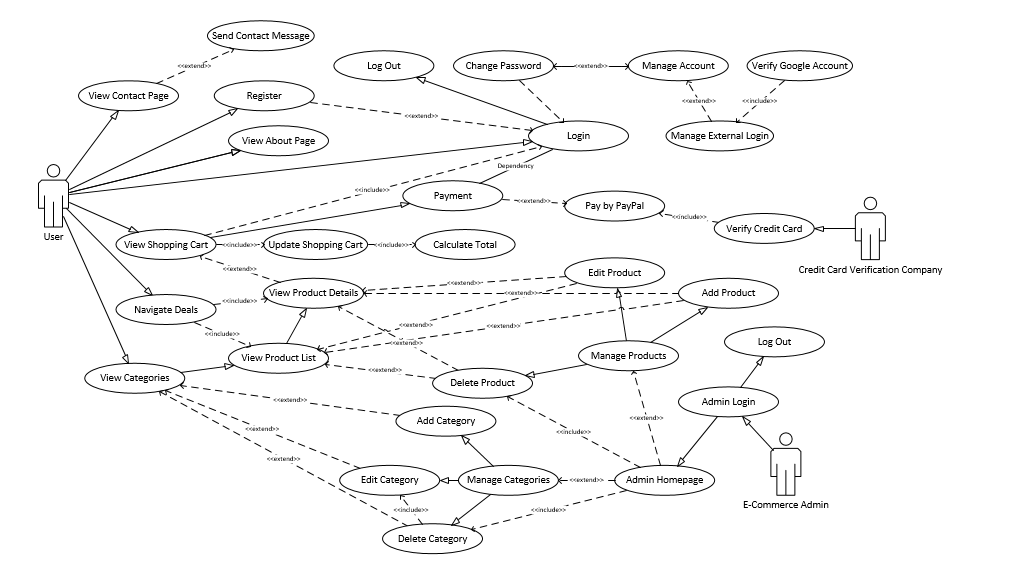 Send Contact Message
<<extend>>
Log Out
Change Password
<<extend>>
Manage Account
Verify Google Account
View Contact Page
Register
<<extend>>
<<include>>
<<extend>>
View About Page
Login
Manage External Login
Dependency
<<include>>
Payment
<<extend>>
Pay by PayPal
<<include>>
Verify Credit Card
User
View Shopping Cart
<<include>>
Update Shopping Cart
<<include>>
Calculate Total
Credit Card Verification Company
<<extend>>
Edit Product
View Product Details
<<extend>>
<<extend>>
Add Product
<<include>>
Navigate Deals
<<include>>
<<extend>>
<<extend>>
<<extend>>
Log Out
View Product List
Manage Products
View Categories
<<extend>>
Delete Product
<<extend>>
Admin Login
Add Category
<<extend>>
<<extend>>
<<include>>
<<extend>>
Edit Category
Manage Categories
<<extend>>
Admin Homepage
E-Commerce Admin
<<include>>
<<include>>
Delete Category